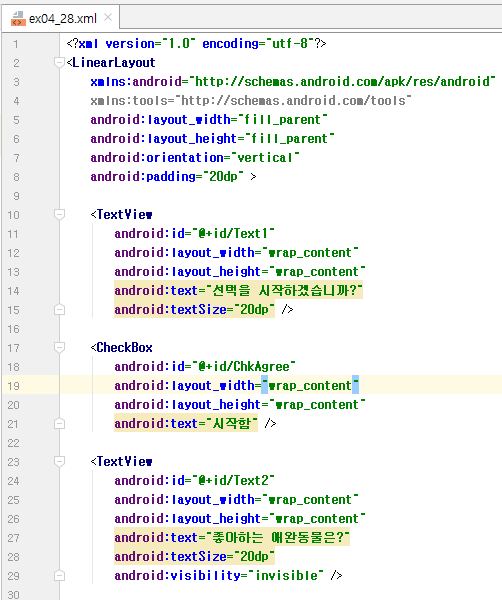 ex04_28.xml
1 <?xml version="1.0" encoding="utf-8"?>
2 <LinearLayout
3 xmlns:android="http://schemas.android.com/apk/res/android"
4 xmlns:tools="http://schemas.android.com/tools"
5 android:layout_width="fill_parent"
6 android:layout_height="fill_parent"
7 android:orientation="vertical"
8 android:padding="20dp" >
9
10 <TextView
11 android:id="@+id/Text1"
12 android:layout_width="wrap_content"
13 android:layout_height="wrap_content"
14 android:text="선택을 시작하겠습니까?"
15 android:textSize="20dp" />
16
17 <CheckBox
18 android:id="@+id/ChkAgree"
19 android:layout_width="wrap_content"
20 android:layout_height="wrap_content"
21 android:text="시작함" />
22
23 <TextView
24 android:id="@+id/Text2"
25 android:layout_width="wrap_content"
26 android:layout_height="wrap_content"
27 android:text="좋아하는 애완동물은?"
28 android:textSize="20dp"
29 android:visibility="invisible" />
30